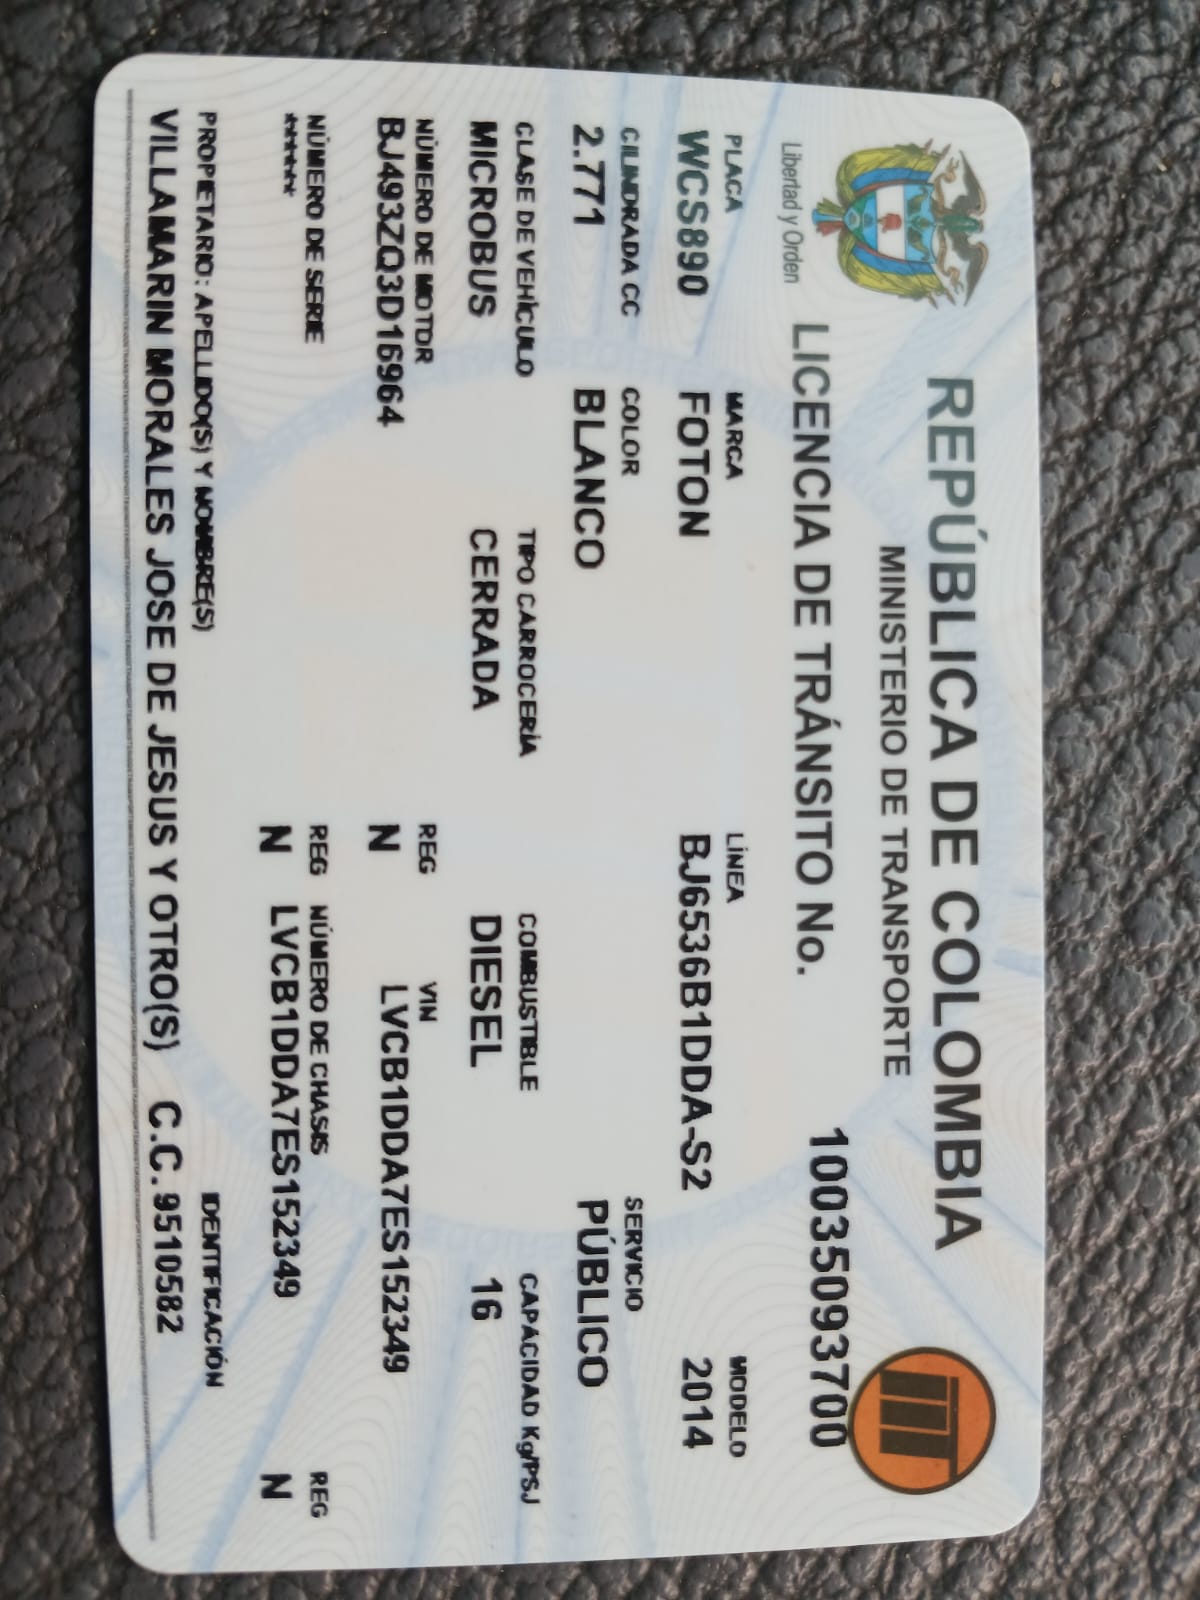 REPÚBLICA DE COLOMBIA
MINISTERIO DE TRANSPORTE
Libertad y Orden
LICENCIA DE TRÁNSITO No. 10035093700
PLACA MARCA LÍNEA MODELO
WCS890 FOTON BJ6536B1DDA-S2 2014
CILINDRADA CC COLOR SERVICIO
2.771 BLANCO PÚBLICO
CLASE DE VEHÍCULO TIPO CARROCERÍA COMBUSTIBLE CAPACIDAD Kg/PSJ
MICROBUS CERRADA DIESEL 16
NÚMERO DE MOTOR REG VIN
BJ493ZQ3D16964 N LVCB1DDA7ES152349
NÚMERO DE SERIE REG NÚMERO DE CHASIS REG
****** N LVCB1DDA7ES152349 N
PROPIETARIO: APELLIDO(S) Y NOMBRE(S) IDENTIFICACIÓN
VILLAMARIN MORALES JOSE DE JESUS Y OTRO(S) C.C. 9510582